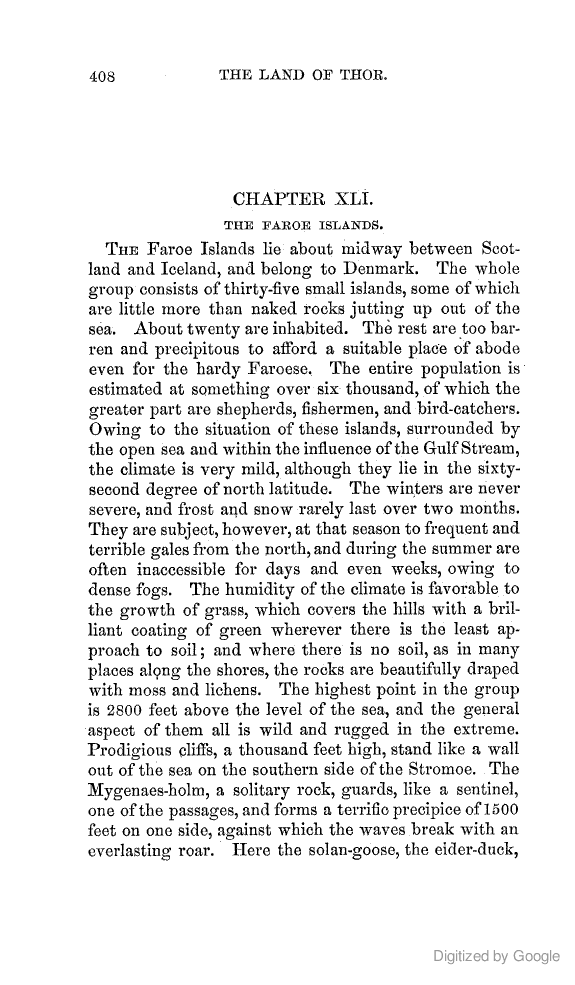 408 THE LAND OF THOR.
CHAPTER XLI.
THE FAROE ISLANDS.
THE Faroe Islands lie about midway between Scot-
land and Iceland, and belong to Denmark. The whole
group consists of thirty-five small islands, some of which
are little more than naked rocks jutting up out of the
sea. About twenty are inhabited. The rest are too bar-
ren and precipitous to afford a suitable place of abode
even for the hardy Faroese. The entire population is
estimated at something over six thousand, of which the
greater part are shepherds, fishermen, and bird-catchers.
Owing to the situation of these islands, surrounded by
the open sea and within the influence of the Gulf Stream,
the climate is very mild, although they lie in the sixty-
second degree of north latitude. The winters are never
severe, and frost and snow rarely last over two months.
They are subject, however, at that season to frequent and
terrible gales from the north, and during the summer are
often inaccessible for days and even weeks, owing to
dense fogs. The humidity of the climate is favorable to
the growth of grass, which covers the hills with a bril-
liant coating of green wherever there is the least ap-
proach to soil; and where there is no soil, as in many
places along the shores, the rocks are beautifully draped
with moss and lichens. The highest point in the group
is 2800 feet above the level of the sea, and the general
aspect of them all is wild and rugged in the extreme.
Prodigious cliffs, a thousand feet high, stand like a wall
out of the sea on the southern side of the Stromoe. The
Mygenaes-holm, a solitary rock, guards, like a sentinel,
one of the passages, and forms a terrific precipice of 1500
feet on one side, against which the waves break with an
everlasting roar. Here the solan-goose, the eider-duck,
Digitized by Google